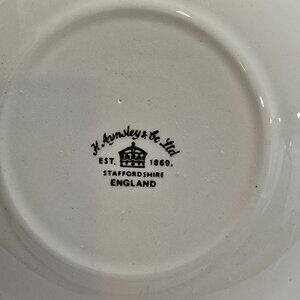 H. Aynsley & Co Ltd
EST. 1869.
STAFFORDSHIRE
ENGLAND